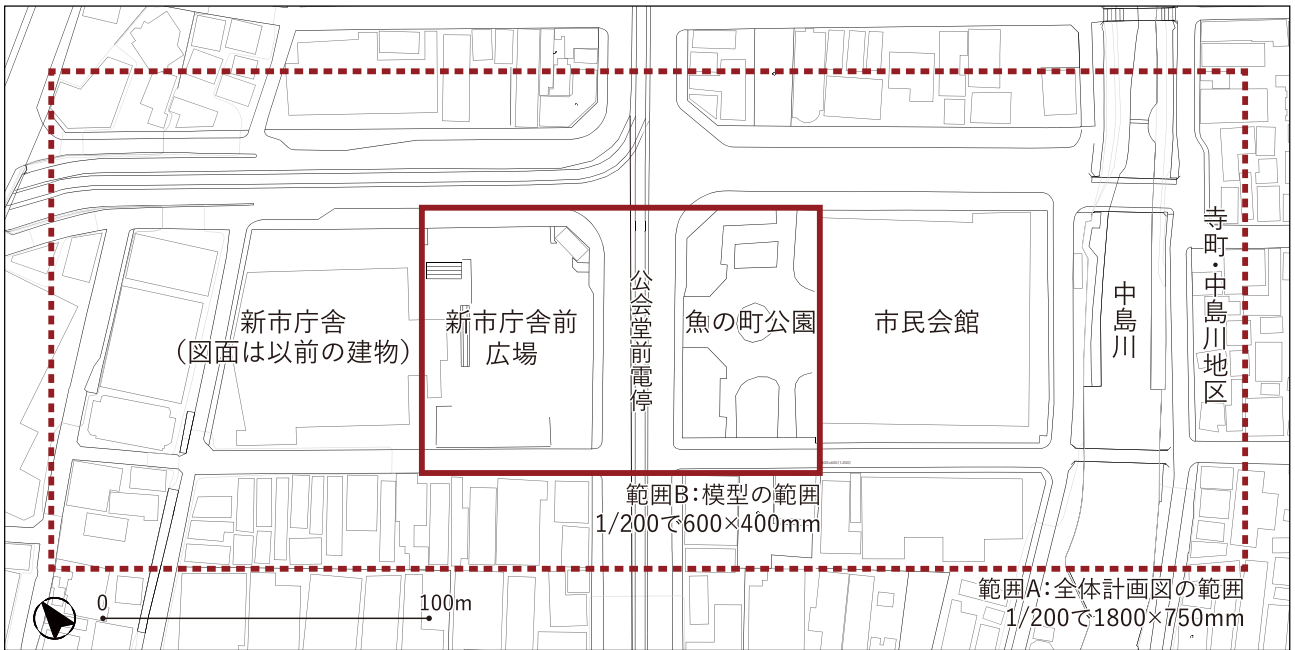 新市庁舎
（図面は以前の建物）
新市庁舎前
広場
公会堂前電停
魚の町公園
市民会館
中島川
寺町・中島川地区
範囲B：模型の範囲
1/200で600×400mm
範囲A：全体計画図の範囲
1/200で1800×750mm
0
100m